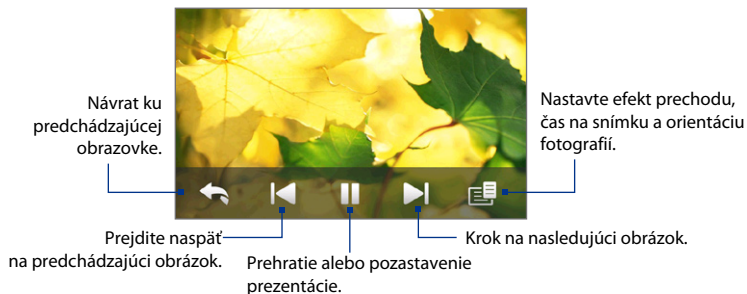 Návrat ku
predchádzajúcej
obrazovke.
Nastavte efekt prechodu,
čas na snímku a orientáciu
fotografií.
Prejdite naspäť
na predchádzajúci obrázok.
Prehratie alebo pozastavenie
prezentácie.
Krok na nasledujúci obrázok.